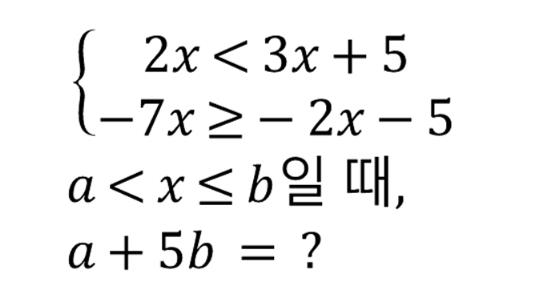 2x < 3x + 5
−7x ≥ − 2x − 5
a < x ≤ b일 때,
a + 5b = ?